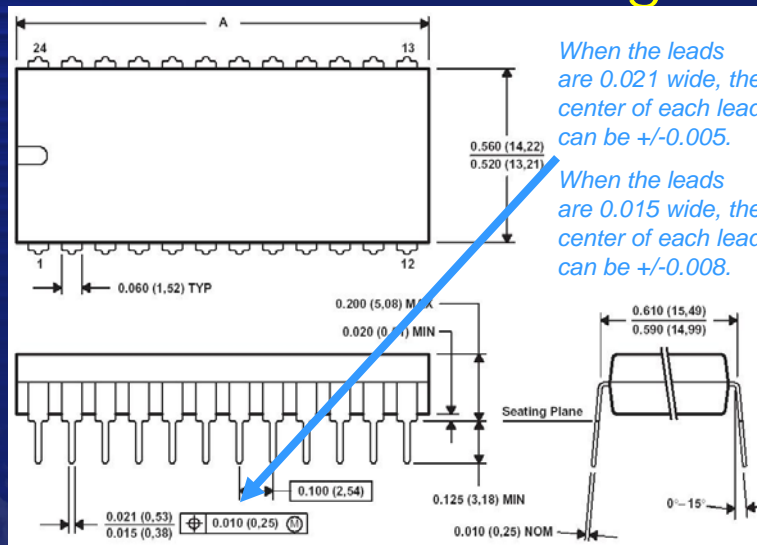 A
24 13
When the leads
are 0.021 wide, the
center of each lead
can be +/-0.005.
0.560 (14,22)
0.520 (13,21)
When the leads
are 0.015 wide, the
center of each lead
can be +/-0.008.
1 12
0.060 (1,52) TYP
0.200 (5,08) MAX
0.020 (0,51) MIN
0.610 (15,49)
0.590 (14,99)
Seating Plane
0.100 (2,54)
0.125 (3,18) MIN
0.021 (0,53)
0.015 (0,38)
⌖ 0.010 (0,25) Ⓜ
0°–15°
0.010 (0,25) NOM